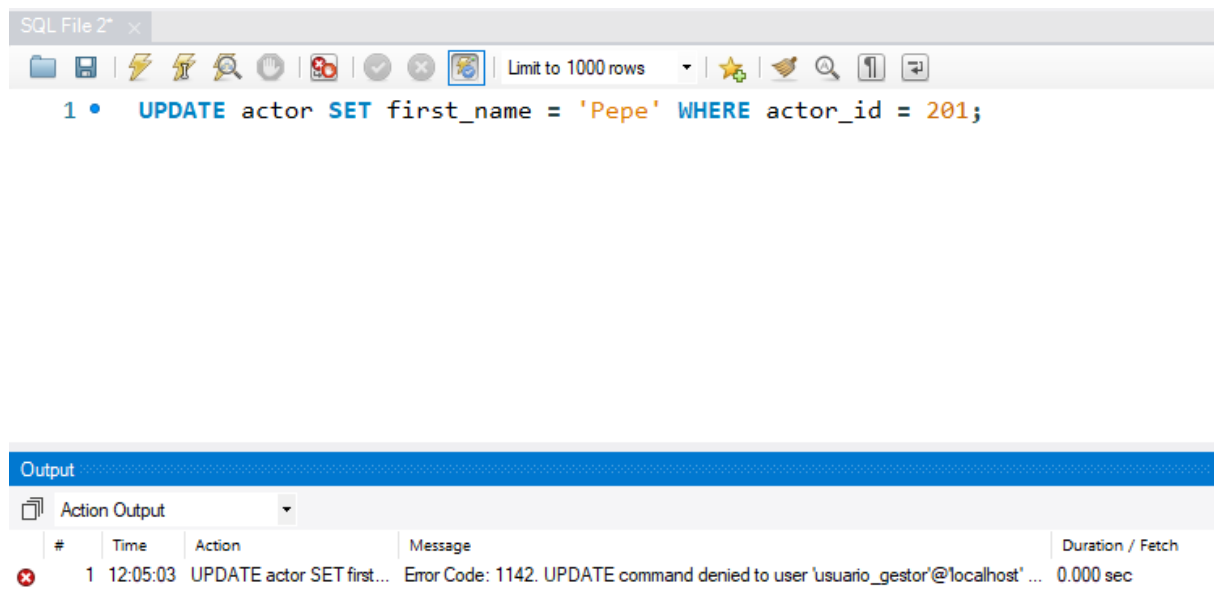 SQL File 2*
Limit to 1000 rows
1 UPDATE actor SET first_name = 'Pepe' WHERE actor_id = 201;
Output
Action Output
# Time Action Message Duration / Fetch
1 12:05:03 UPDATE actor SET first... Error Code: 1142. UPDATE command denied to user 'usuario_gestor'@'localhost' ... 0.000 sec